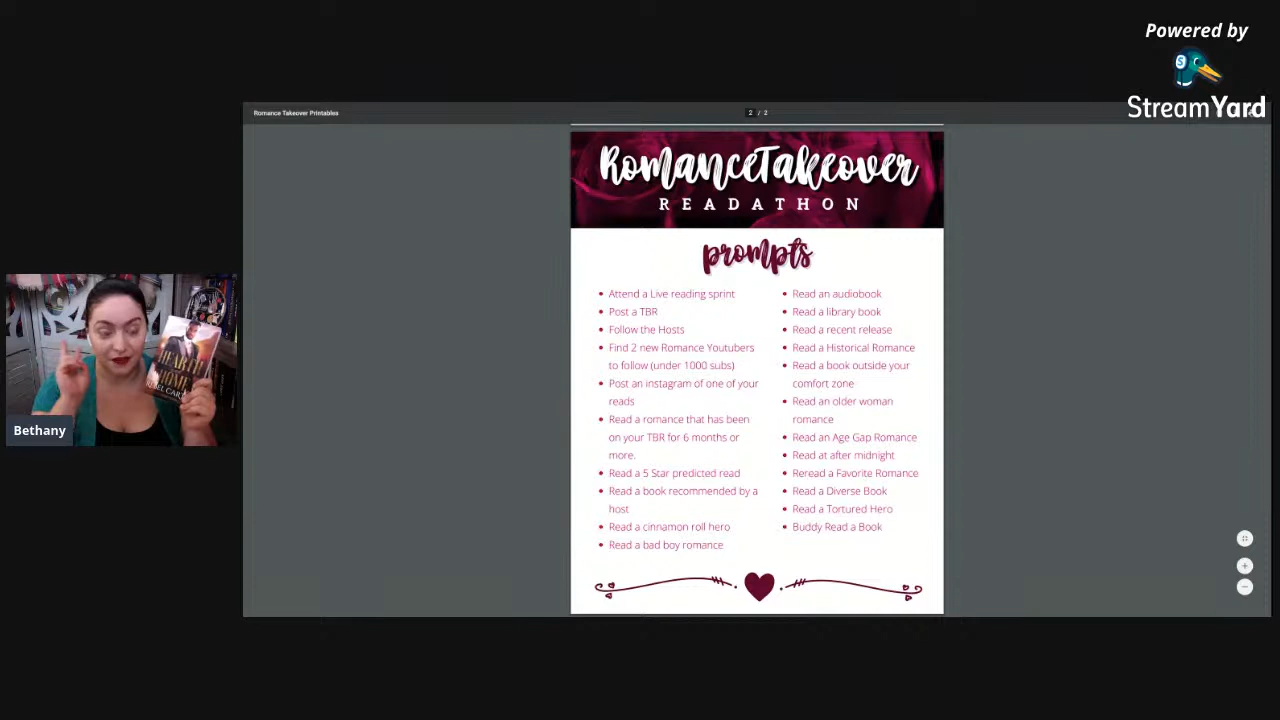 Powered by
StreamYard
Romance Takeover Printables
2 / 2
RomanceTakeover
READATHON
prompts
• Attend a Live reading sprint
• Post a TBR
• Follow the Hosts
• Find 2 new Romance Youtubers
to follow (under 1000 subs)
• Post an instagram of one of your
reads
• Read a romance that has been
on your TBR for 6 months or
more.
• Read a 5 Star predicted read
• Read a book recommended by a
host
• Read a cinnamon roll hero
• Read a bad boy romance
• Read an audiobook
• Read a library book
• Read a recent release
• Read a Historical Romance
• Read a book outside your
comfort zone
• Read an older woman
romance
• Read an Age Gap Romance
• Read at after midnight
• Reread a Favorite Romance
• Read a Diverse Book
• Read a Tortured Hero
• Buddy Read a Book
HOME
Bethany